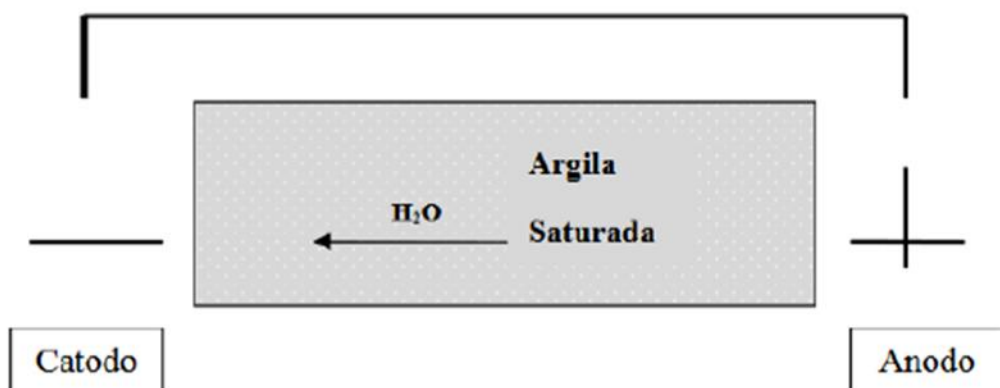 Argila
H₂O
Saturada
Catodo
Anodo